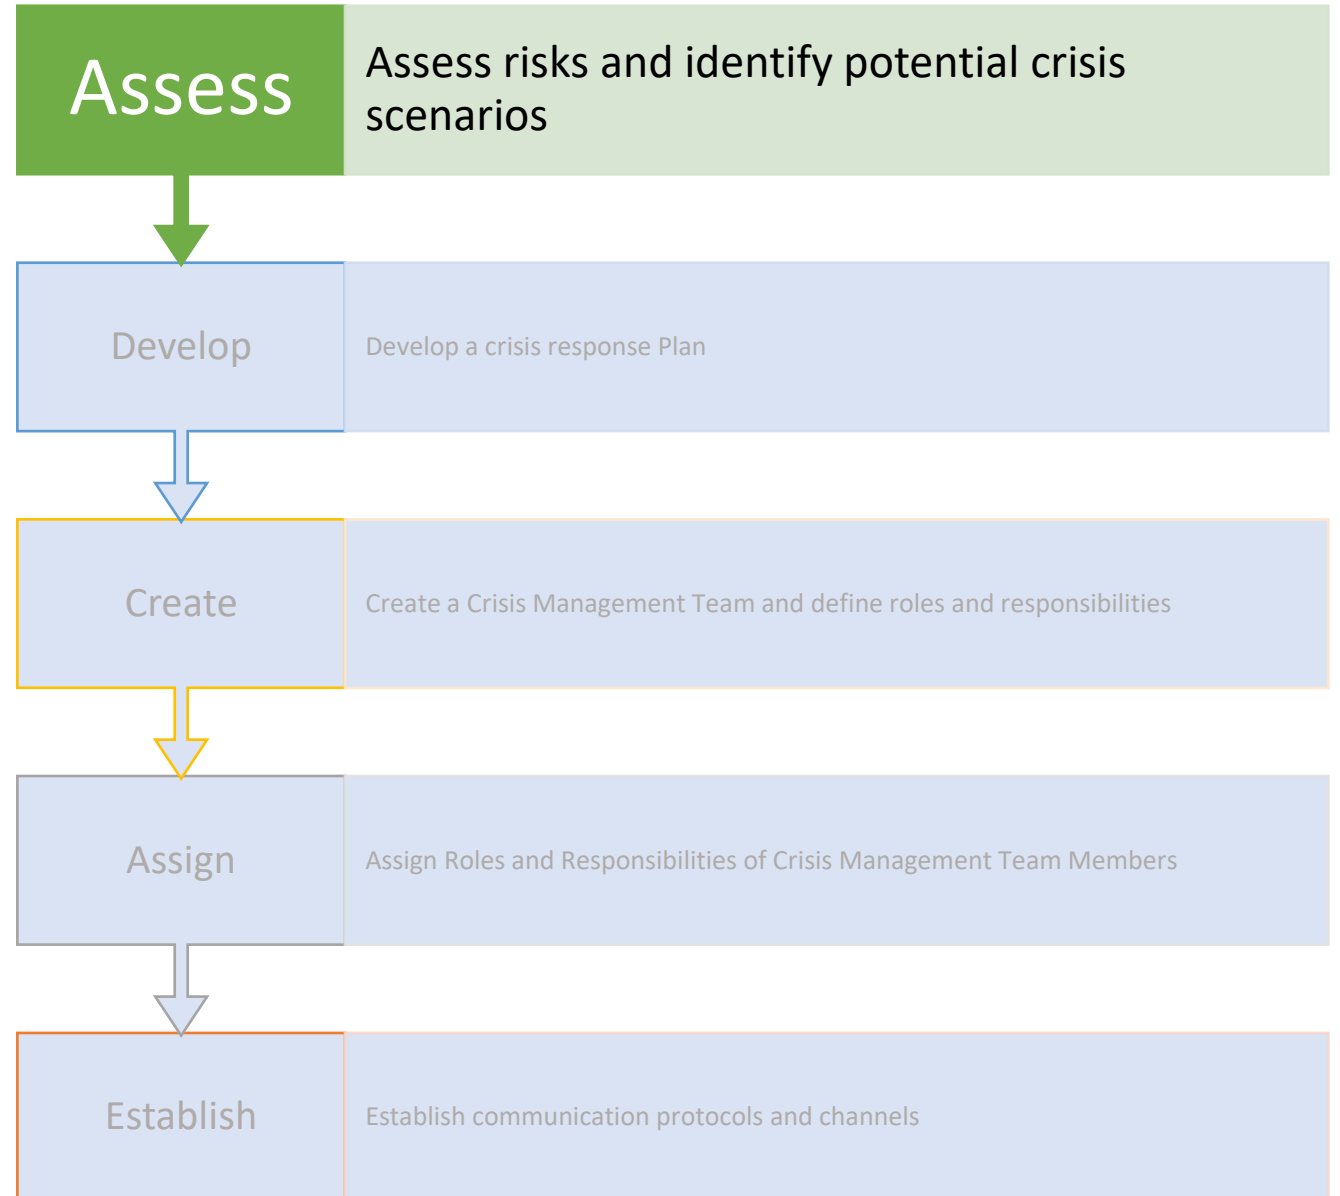 Assess
Assess risks and identify potential crisis
scenarios
Develop
Develop a crisis response Plan
Create
Create a Crisis Management Team and define roles and responsibilities
Assign
Assign Roles and Responsibilities of Crisis Management Team Members
Establish
Establish communication protocols and channels